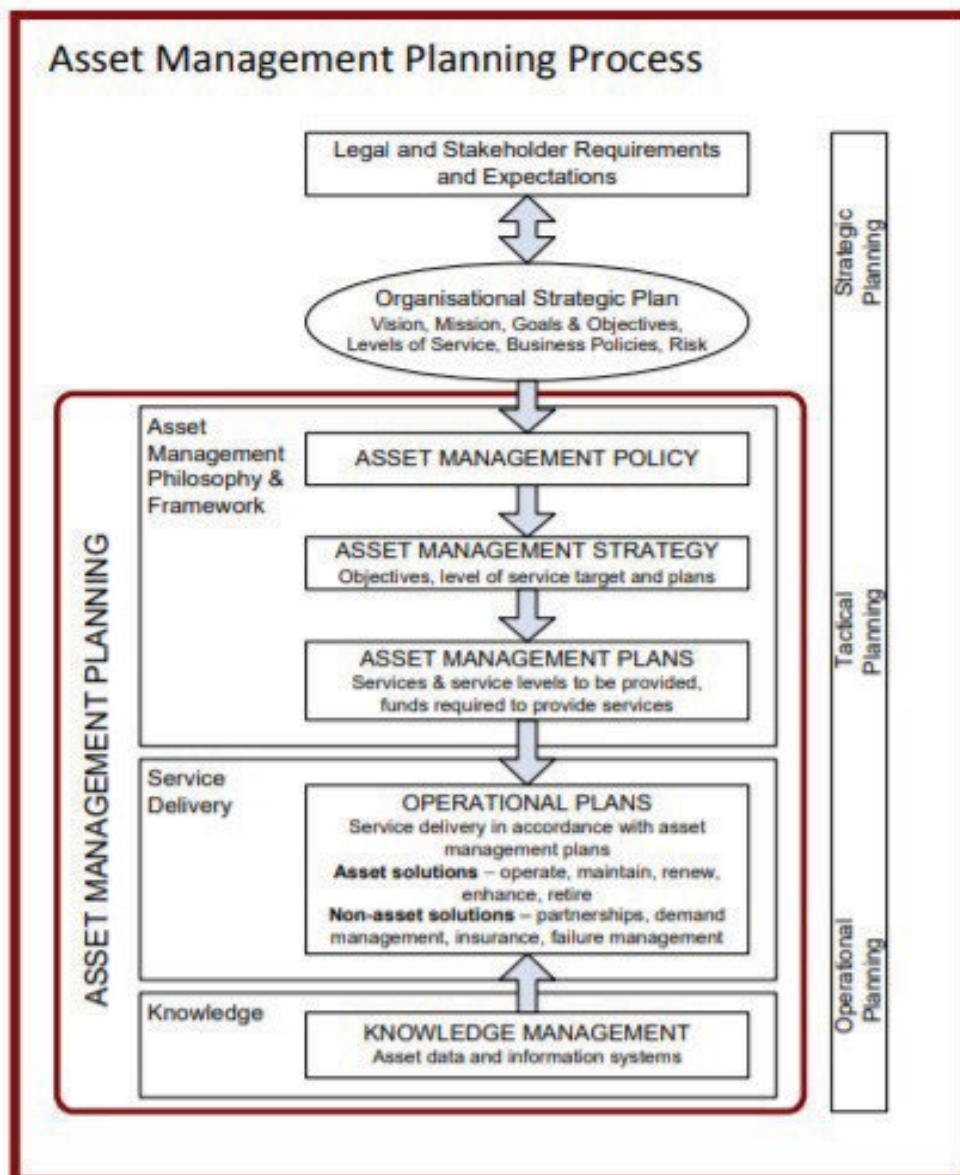 Asset Management Planning Process
Legal and Stakeholder Requirements
and Expectations
Organisational Strategic Plan
Vision, Mission, Goals & Objectives,
Levels of Service, Business Policies, Risk
Asset
Management
Philosophy &
Framework
ASSET MANAGEMENT POLICY
ASSET MANAGEMENT STRATEGY
Objectives, level of service target and plans
ASSET MANAGEMENT PLANS
Services & service levels to be provided,
funds required to provide services
Service
Delivery
OPERATIONAL PLANS
Service delivery in accordance with asset
management plans
Asset solutions – operate, maintain, renew,
enhance, retire
Non-asset solutions – partnerships, demand
management, insurance, failure management
Knowledge
KNOWLEDGE MANAGEMENT
Asset data and information systems
ASSET MANAGEMENT PLANNING
Strategic
Planning
Tactical
Planning
Operational
Planning